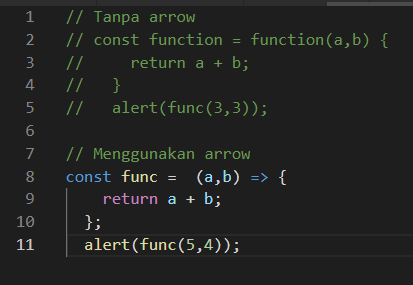 1 // Tanpa arrow
2 // const function = function(a,b) {
3 //     return a + b;
4 //   }
5 //   alert(func(3,3));
6
7 // Menggunakan arrow
8 const func =  (a,b) => {
9     return a + b;
10   };
11   alert(func(5,4));